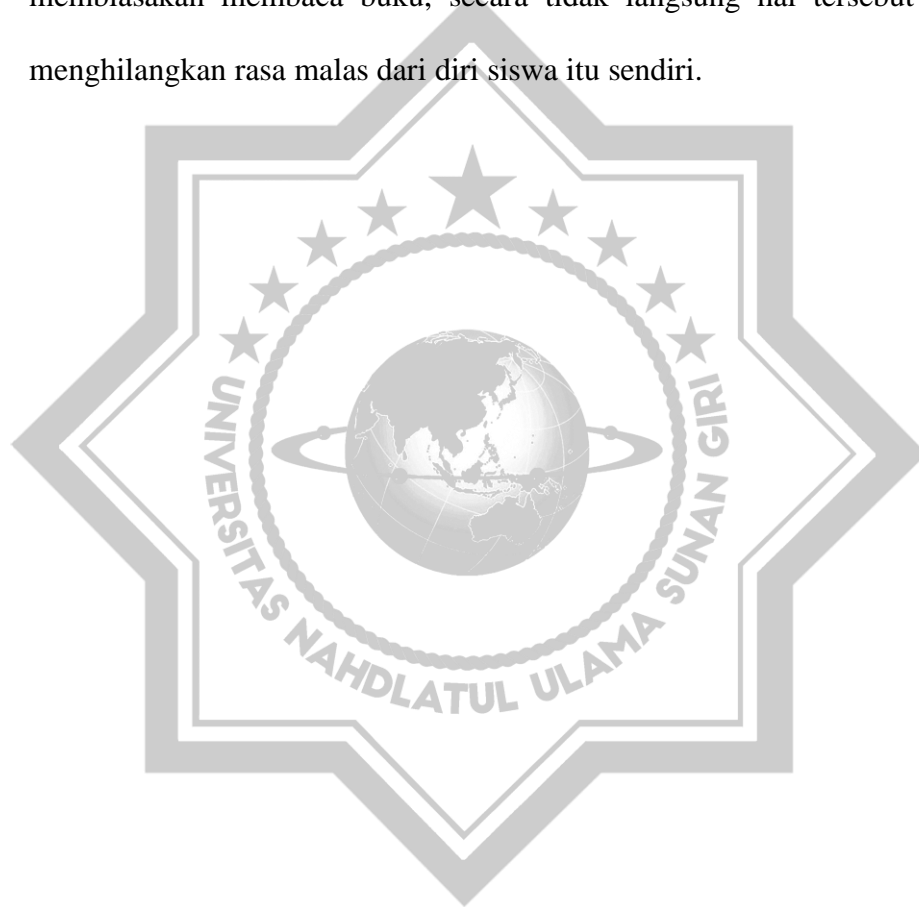 membiasakan membaca buku, secara tidak langsung hal tersebut
menghilangkan rasa malas dari diri siswa itu sendiri.
UNIVERSITAS NAHDLATUL ULAMA SUNAN GIRI